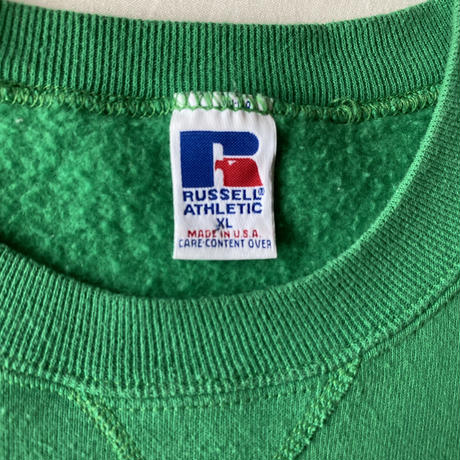 RUSSELL®
ATHLETIC
XL
MADE IN U.S.A.
CARE·CONTENT OVER